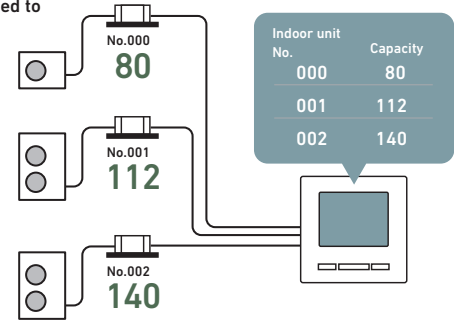 ed to
No.000
80
No.001
112
No.002
140
Indoor unit
No. Capacity
000 80
001 112
002 140